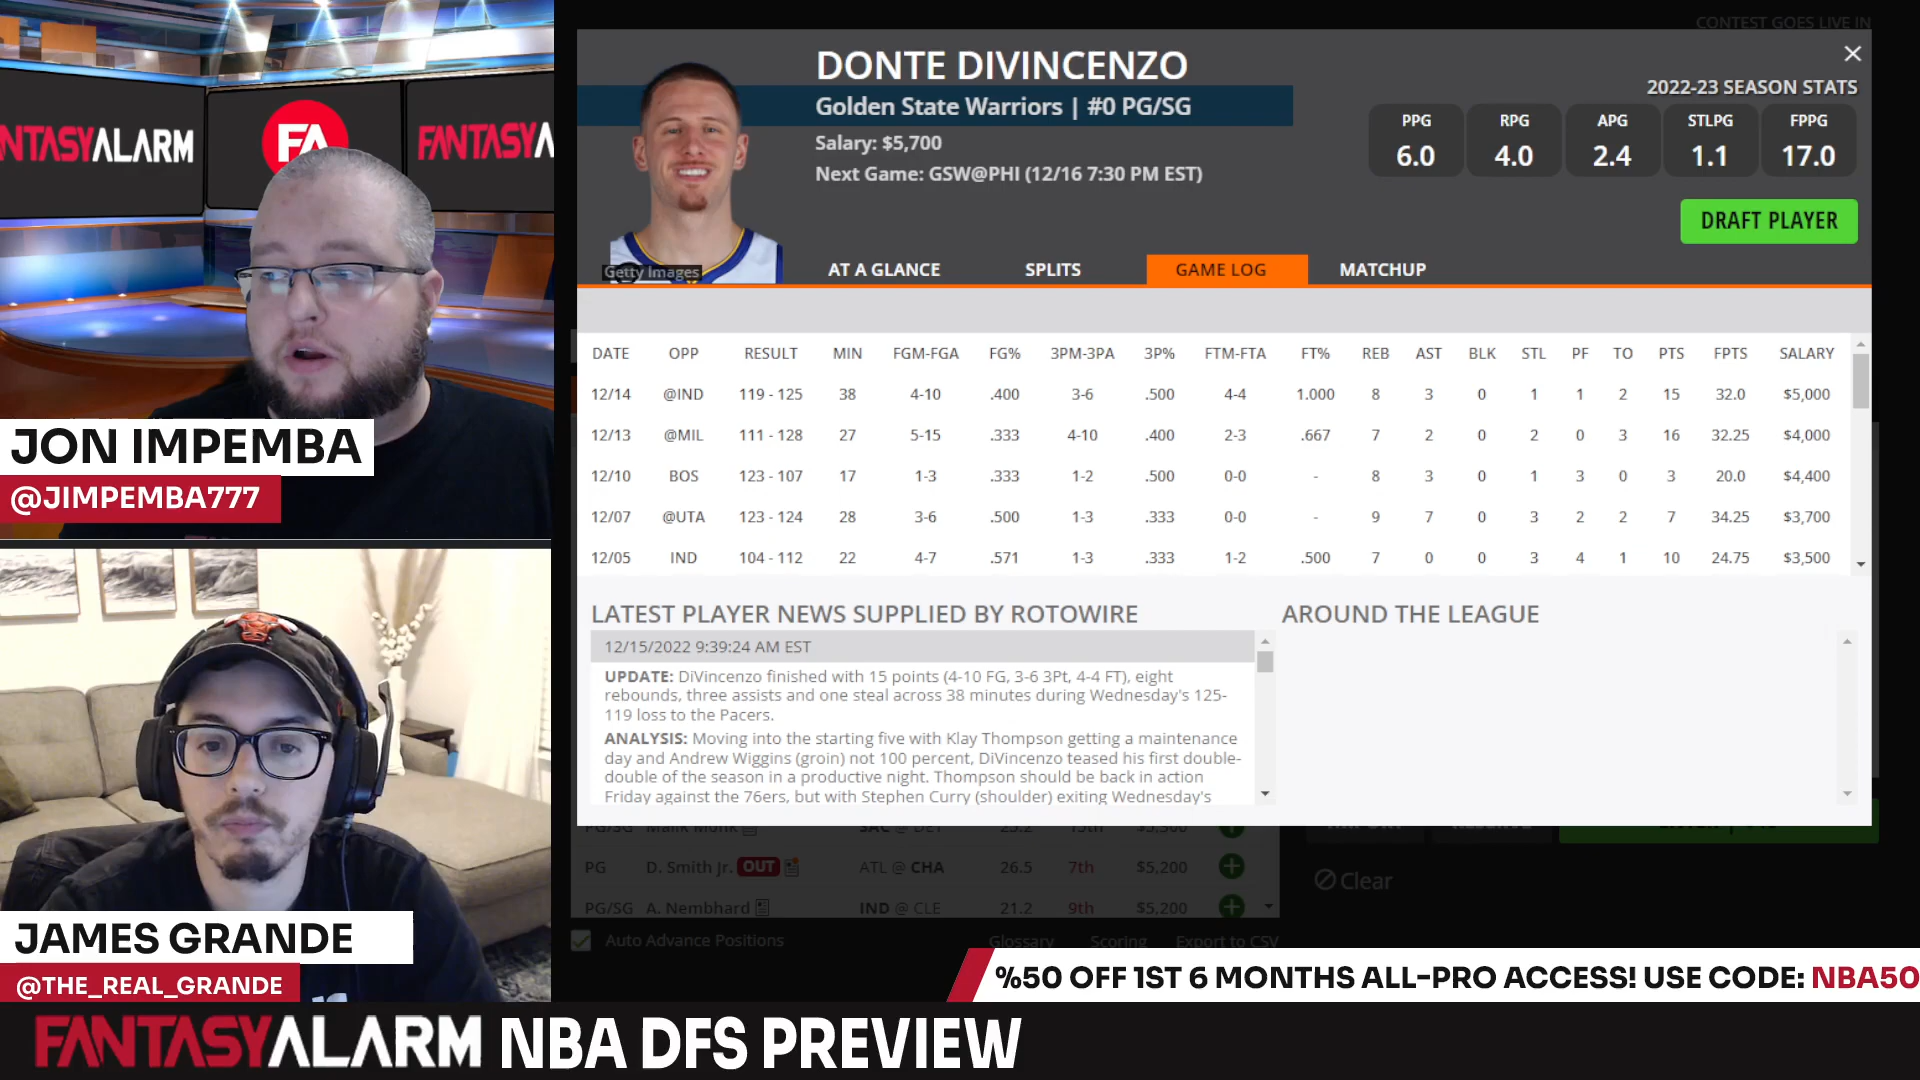 CONTEST GOES LIVE IN
NTASYALARM
FA
FANTASYA
JON IMPEMBA
@JIMPEMBA777
JAMES GRANDE
@THE_REAL_GRANDE
DONTE DIVINCENZO
Golden State Warriors | #0 PG/SG
Salary: $5,700
Next Game: GSW@PHI (12/16 7:30 PM EST)
Getty Images
2022-23 SEASON STATS
PPG RPG APG STLPG FPPG
6.0 4.0 2.4 1.1 17.0
DRAFT PLAYER
AT A GLANCE SPLITS GAME LOG MATCHUP
DATE OPP RESULT MIN FGM-FGA FG% 3PM-3PA 3P% FTM-FTA FT% REB AST BLK STL PF TO PTS FPTS SALARY
12/14 @IND 119 - 125 38 4-10 .400 3-6 .500 4-4 1.000 8 3 0 1 1 2 15 32.0 $5,000
12/13 @MIL 111 - 128 27 5-15 .333 4-10 .400 2-3 .667 7 2 0 2 0 3 16 32.25 $4,000
12/10 BOS 123 - 107 17 1-3 .333 1-2 .500 0-0 - 8 3 0 1 3 0 3 20.0 $4,400
12/07 @UTA 123 - 124 28 3-6 .500 1-3 .333 0-0 - 9 7 0 3 2 2 7 34.25 $3,700
12/05 IND 104 - 112 22 4-7 .571 1-3 .333 1-2 .500 7 0 0 3 4 1 10 24.75 $3,500
LATEST PLAYER NEWS SUPPLIED BY ROTOWIRE
12/15/2022 9:39:24 AM EST
UPDATE: DiVincenzo finished with 15 points (4-10 FG, 3-6 3Pt, 4-4 FT), eight
rebounds, three assists and one steal across 38 minutes during Wednesday's 125-
119 loss to the Pacers.
ANALYSIS: Moving into the starting five with Klay Thompson getting a maintenance
day and Andrew Wiggins (groin) not 100 percent, DiVincenzo teased his first double-
double of the season in a productive night. Thompson should be back in action
Friday against the 76ers, but with Stephen Curry (shoulder) exiting Wednesday's
AROUND THE LEAGUE
PG/SG Malik Monk SAC @ DET 25.2 15th $5,300
PG D. Smith Jr. OUT ATL @ CHA 26.5 7th $5,200
PG/SG A. Nembhard IND @ CLE 21.2 9th $5,200
Clear
Auto Advance Positions
Glossary Scoring Export to CSV
%50 OFF 1ST 6 MONTHS ALL-PRO ACCESS! USE CODE: NBA50
FANTASYALARM NBA DFS PREVIEW